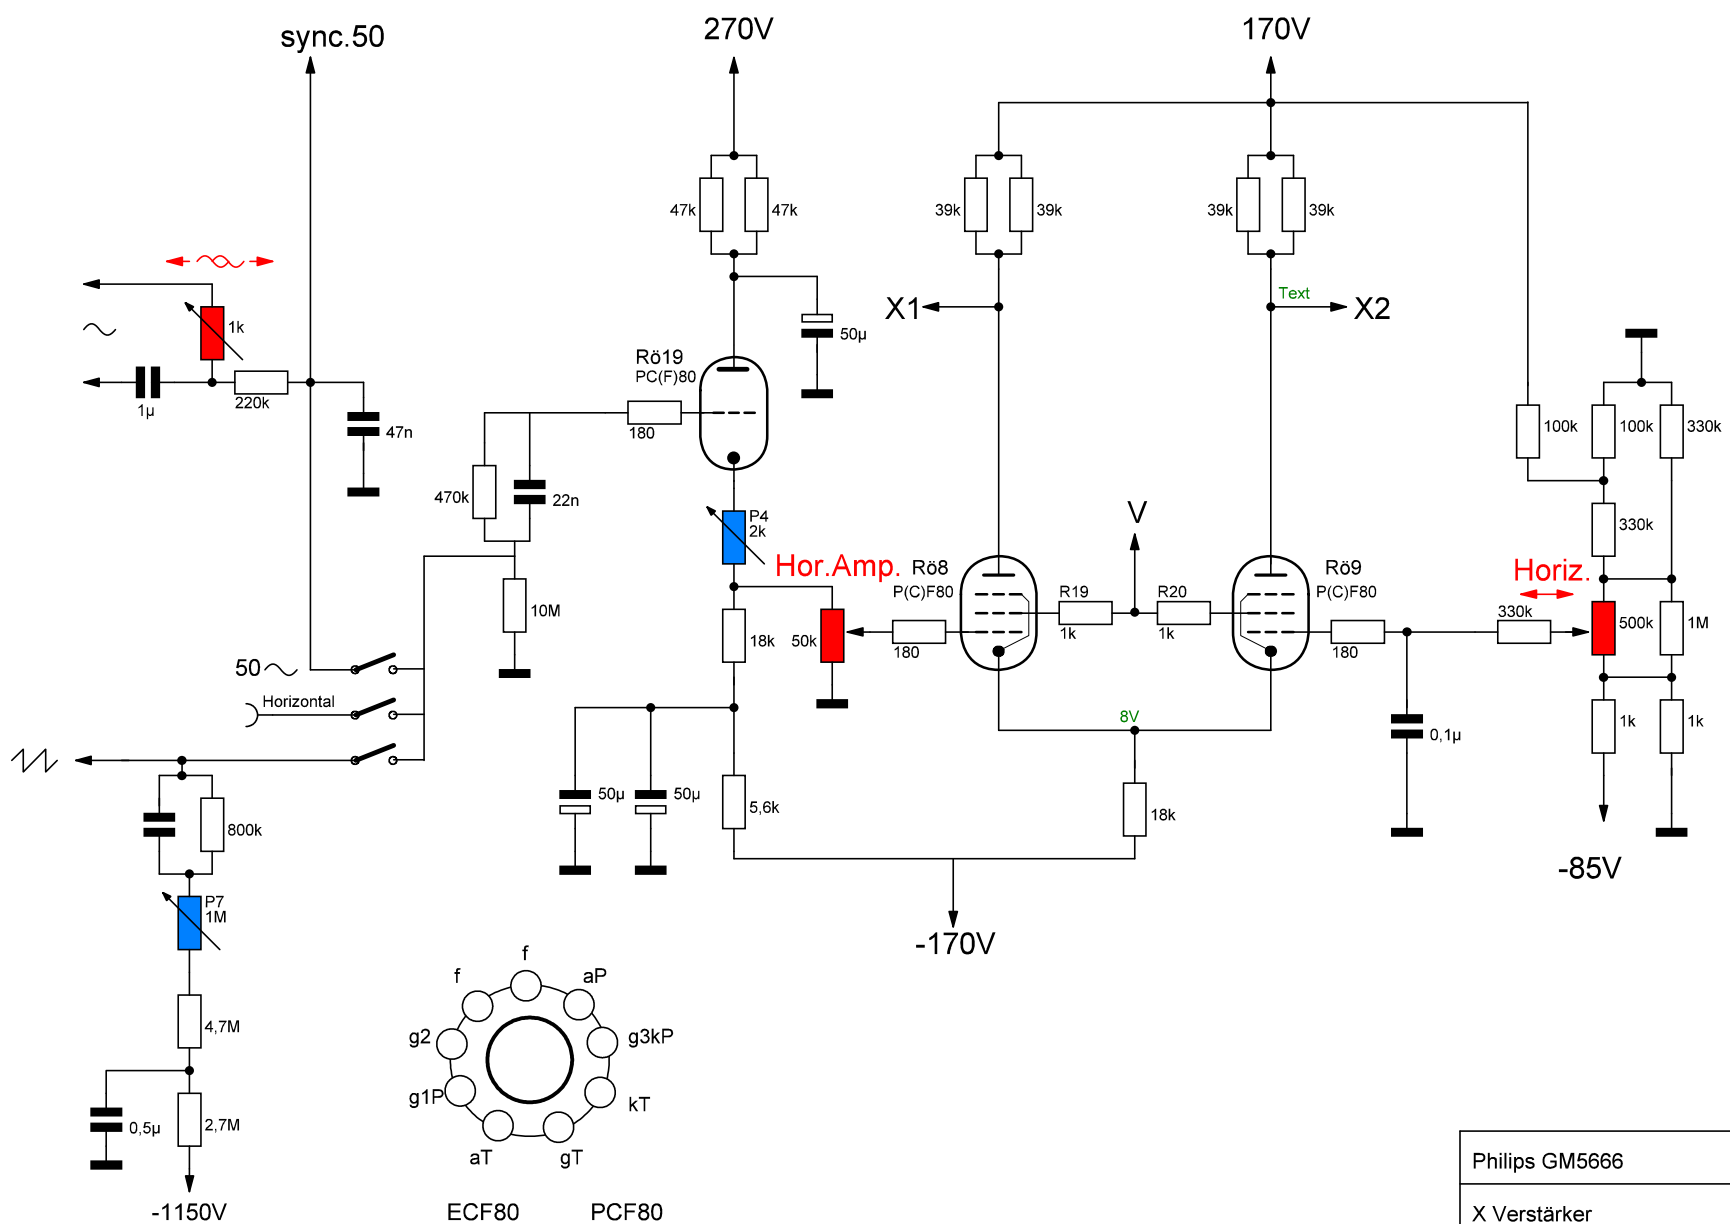 sync.50
270V
170V
47k
47k
39k
39k
39k
39k
Text
X1
X2
1k
50µ
Rö19
PC(F)80
220k
1µ
47n
180
100k
100k
330k
470k
22n
P4
2k
330k
V
Hor.Amp.
Rö8
P(C)F80
Rö9
P(C)F80
Horiz.
10M
18k
50k
180
R19
1k
R20
1k
180
330k
500k
1M
50
Horizontal
8V
0,1µ
1k
1k
50µ
50µ
5,6k
18k
800k
-85V
P7
1M
-170V
f
f
aP
4,7M
g2
g3kP
g1P
kT
0,5µ
2,7M
aT
gT
Philips GM5666
-1150V
ECF80
PCF80
X Verstärker